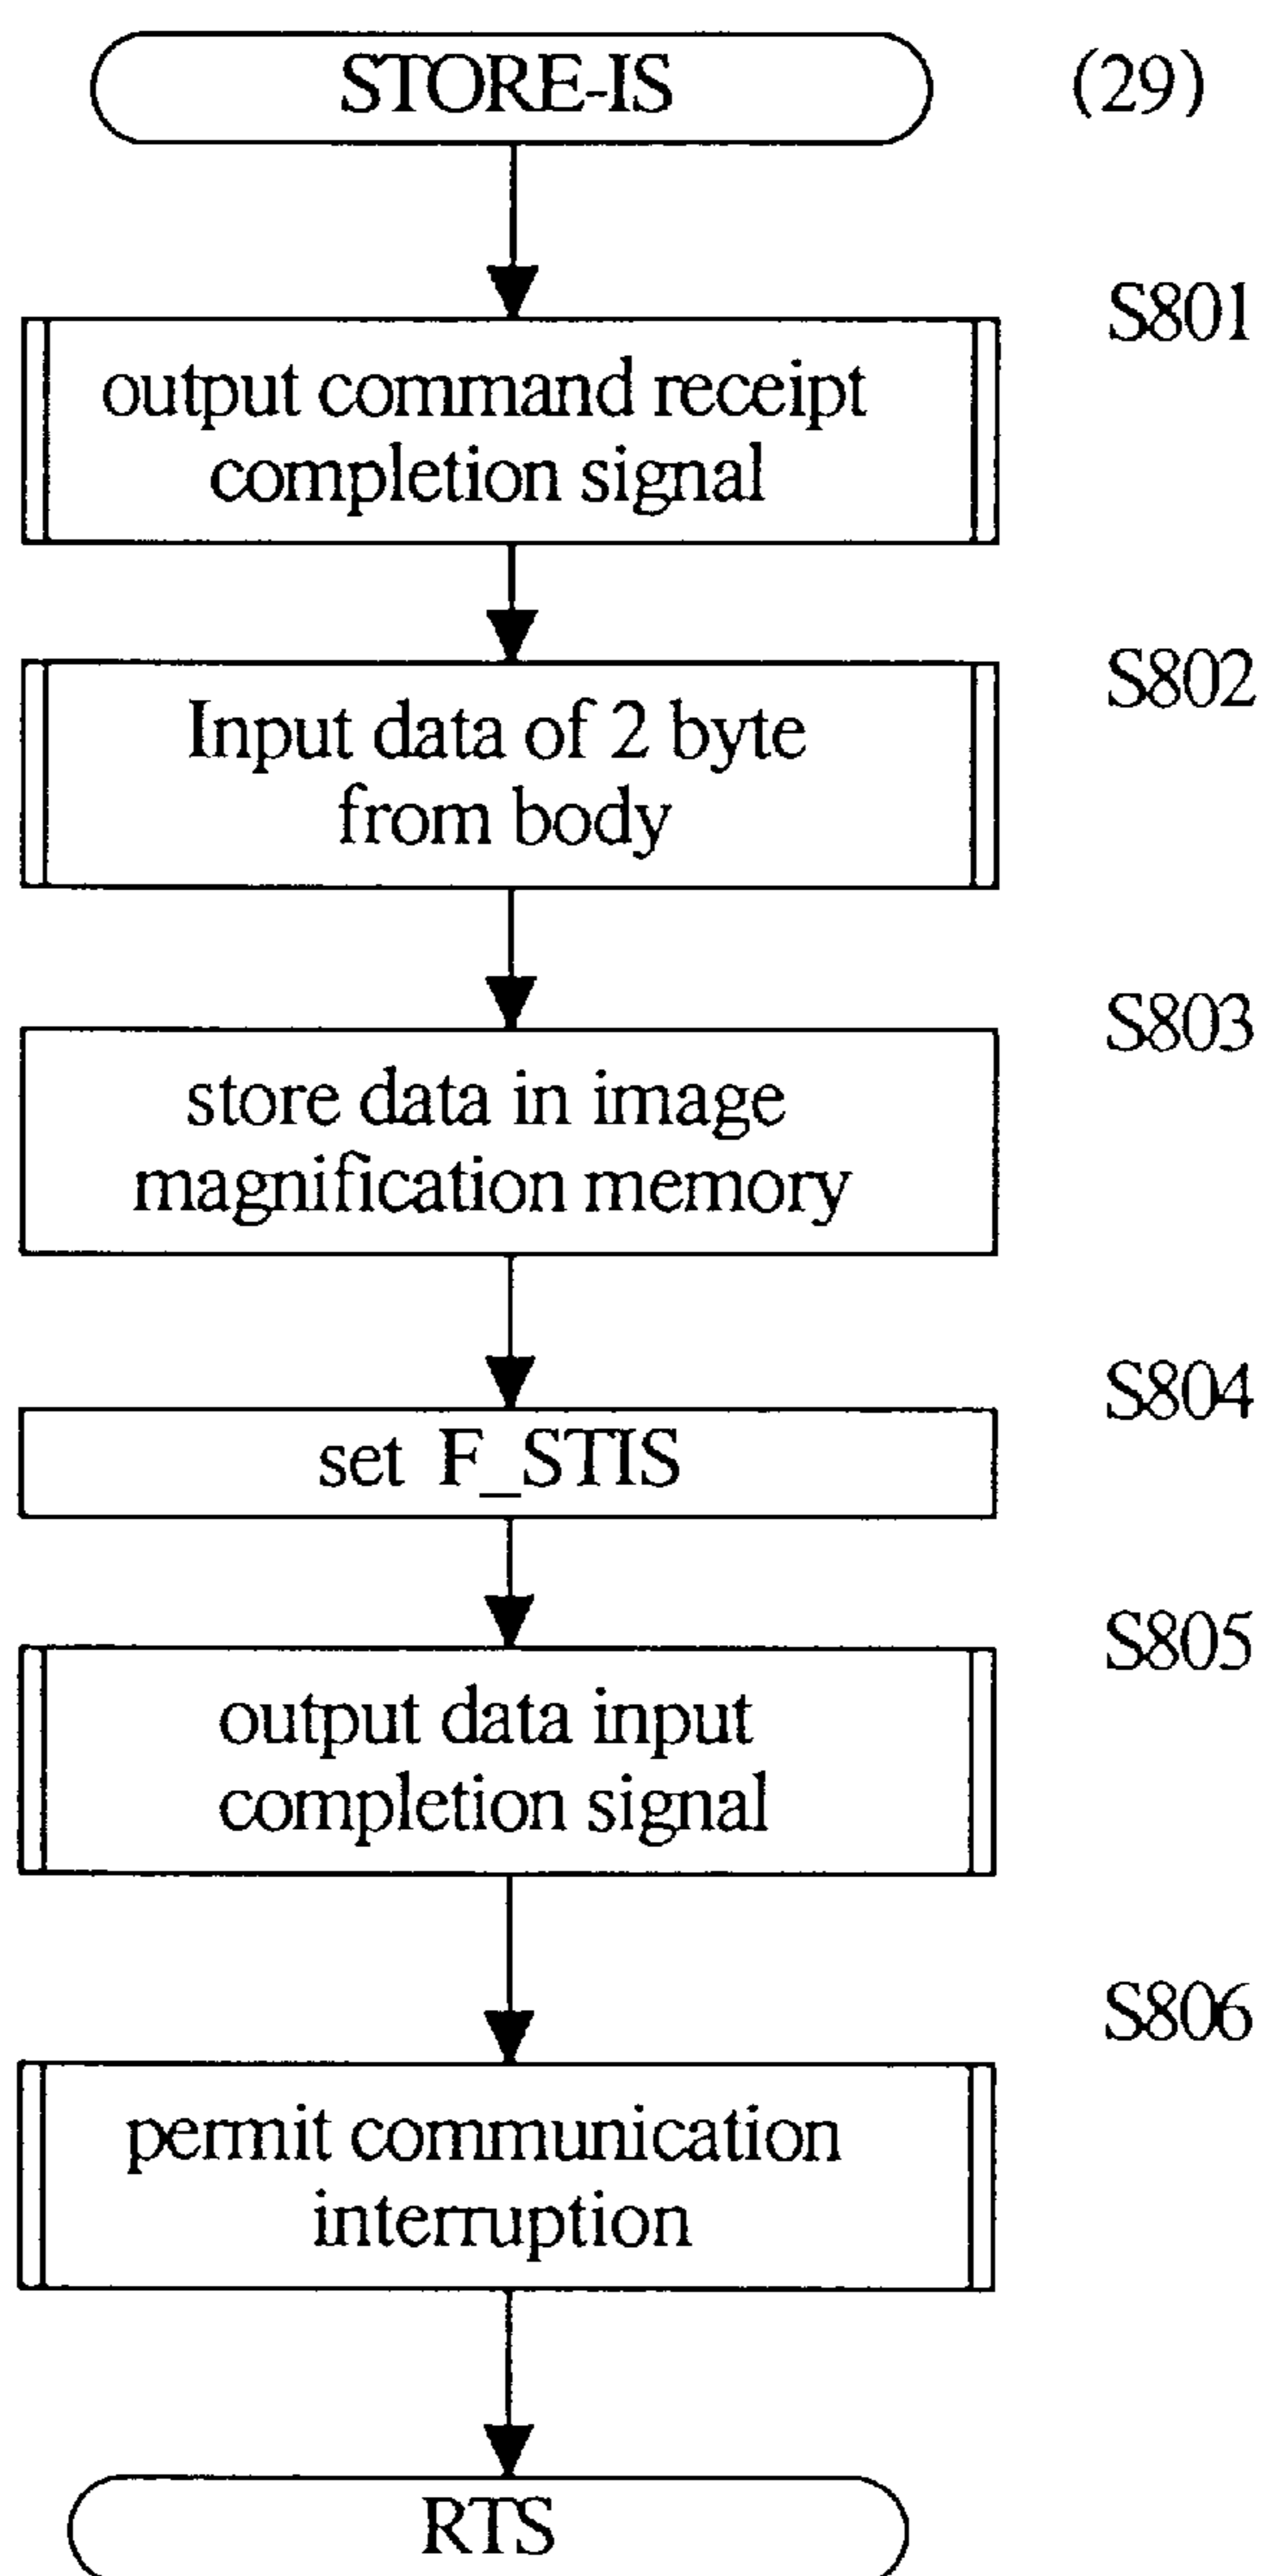 STORE-IS
(29)
S801
output command receipt
completion signal
S802
Input data of 2 byte
from body
S803
store data in image
magnification memory
S804
set F_STIS
S805
output data input
completion signal
S806
permit communication
interruption
RTS